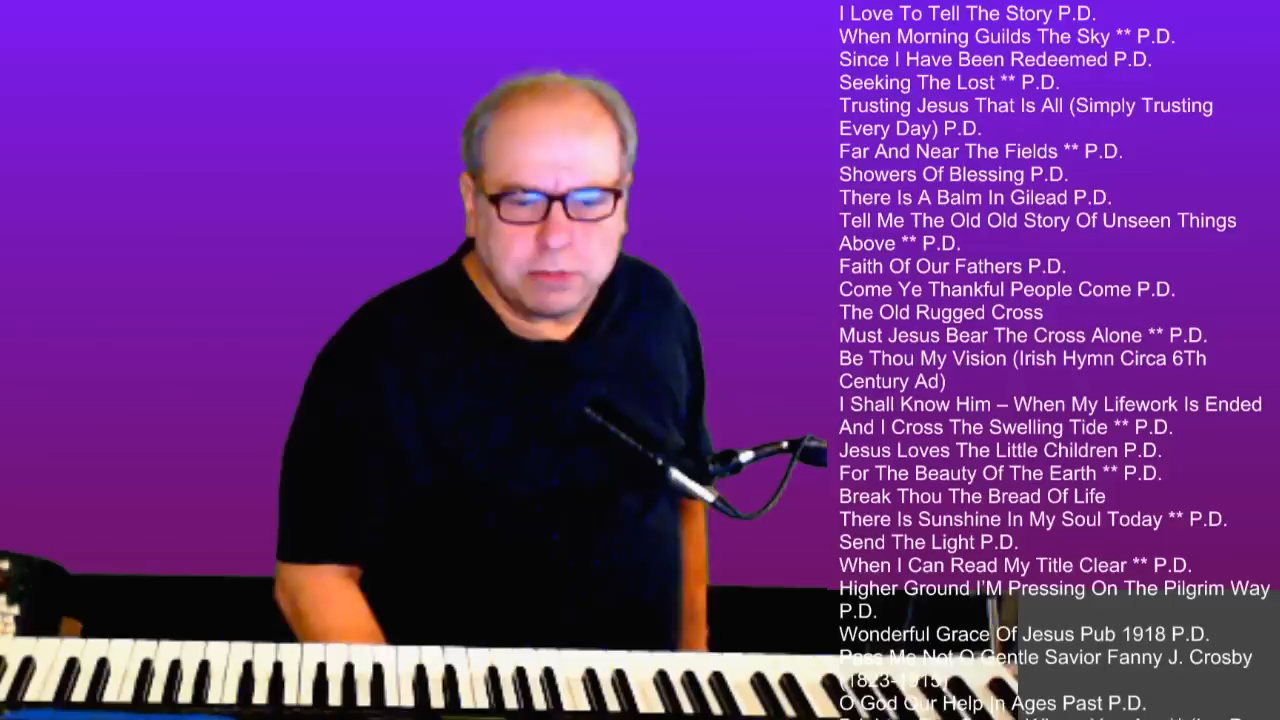 I Love To Tell The Story P.D.
When Morning Guilds The Sky ** P.D.
Since I Have Been Redeemed P.D.
Seeking The Lost ** P.D.
Trusting Jesus That Is All (Simply Trusting
Every Day) P.D.
Far And Near The Fields ** P.D.
Showers Of Blessing P.D.
There Is A Balm In Gilead P.D.
Tell Me The Old Old Story Of Unseen Things
Above ** P.D.
Faith Of Our Fathers P.D.
Come Ye Thankful People Come P.D.
The Old Rugged Cross
Must Jesus Bear The Cross Alone ** P.D.
Be Thou My Vision (Irish Hymn Circa 6Th
Century Ad)
I Shall Know Him – When My Lifework Is Ended
And I Cross The Swelling Tide ** P.D.
Jesus Loves The Little Children P.D.
For The Beauty Of The Earth ** P.D.
Break Thou The Bread Of Life
There Is Sunshine In My Soul Today ** P.D.
Send The Light P.D.
When I Can Read My Title Clear ** P.D.
Higher Ground I'M Pressing On The Pilgrim Way
P.D.
Wonderful Grace Of Jesus Pub 1918 P.D.
Pass Me Not O Gentle Savior Fanny J. Crosby
(1823-1915)
O God Our Help In Ages Past P.D.